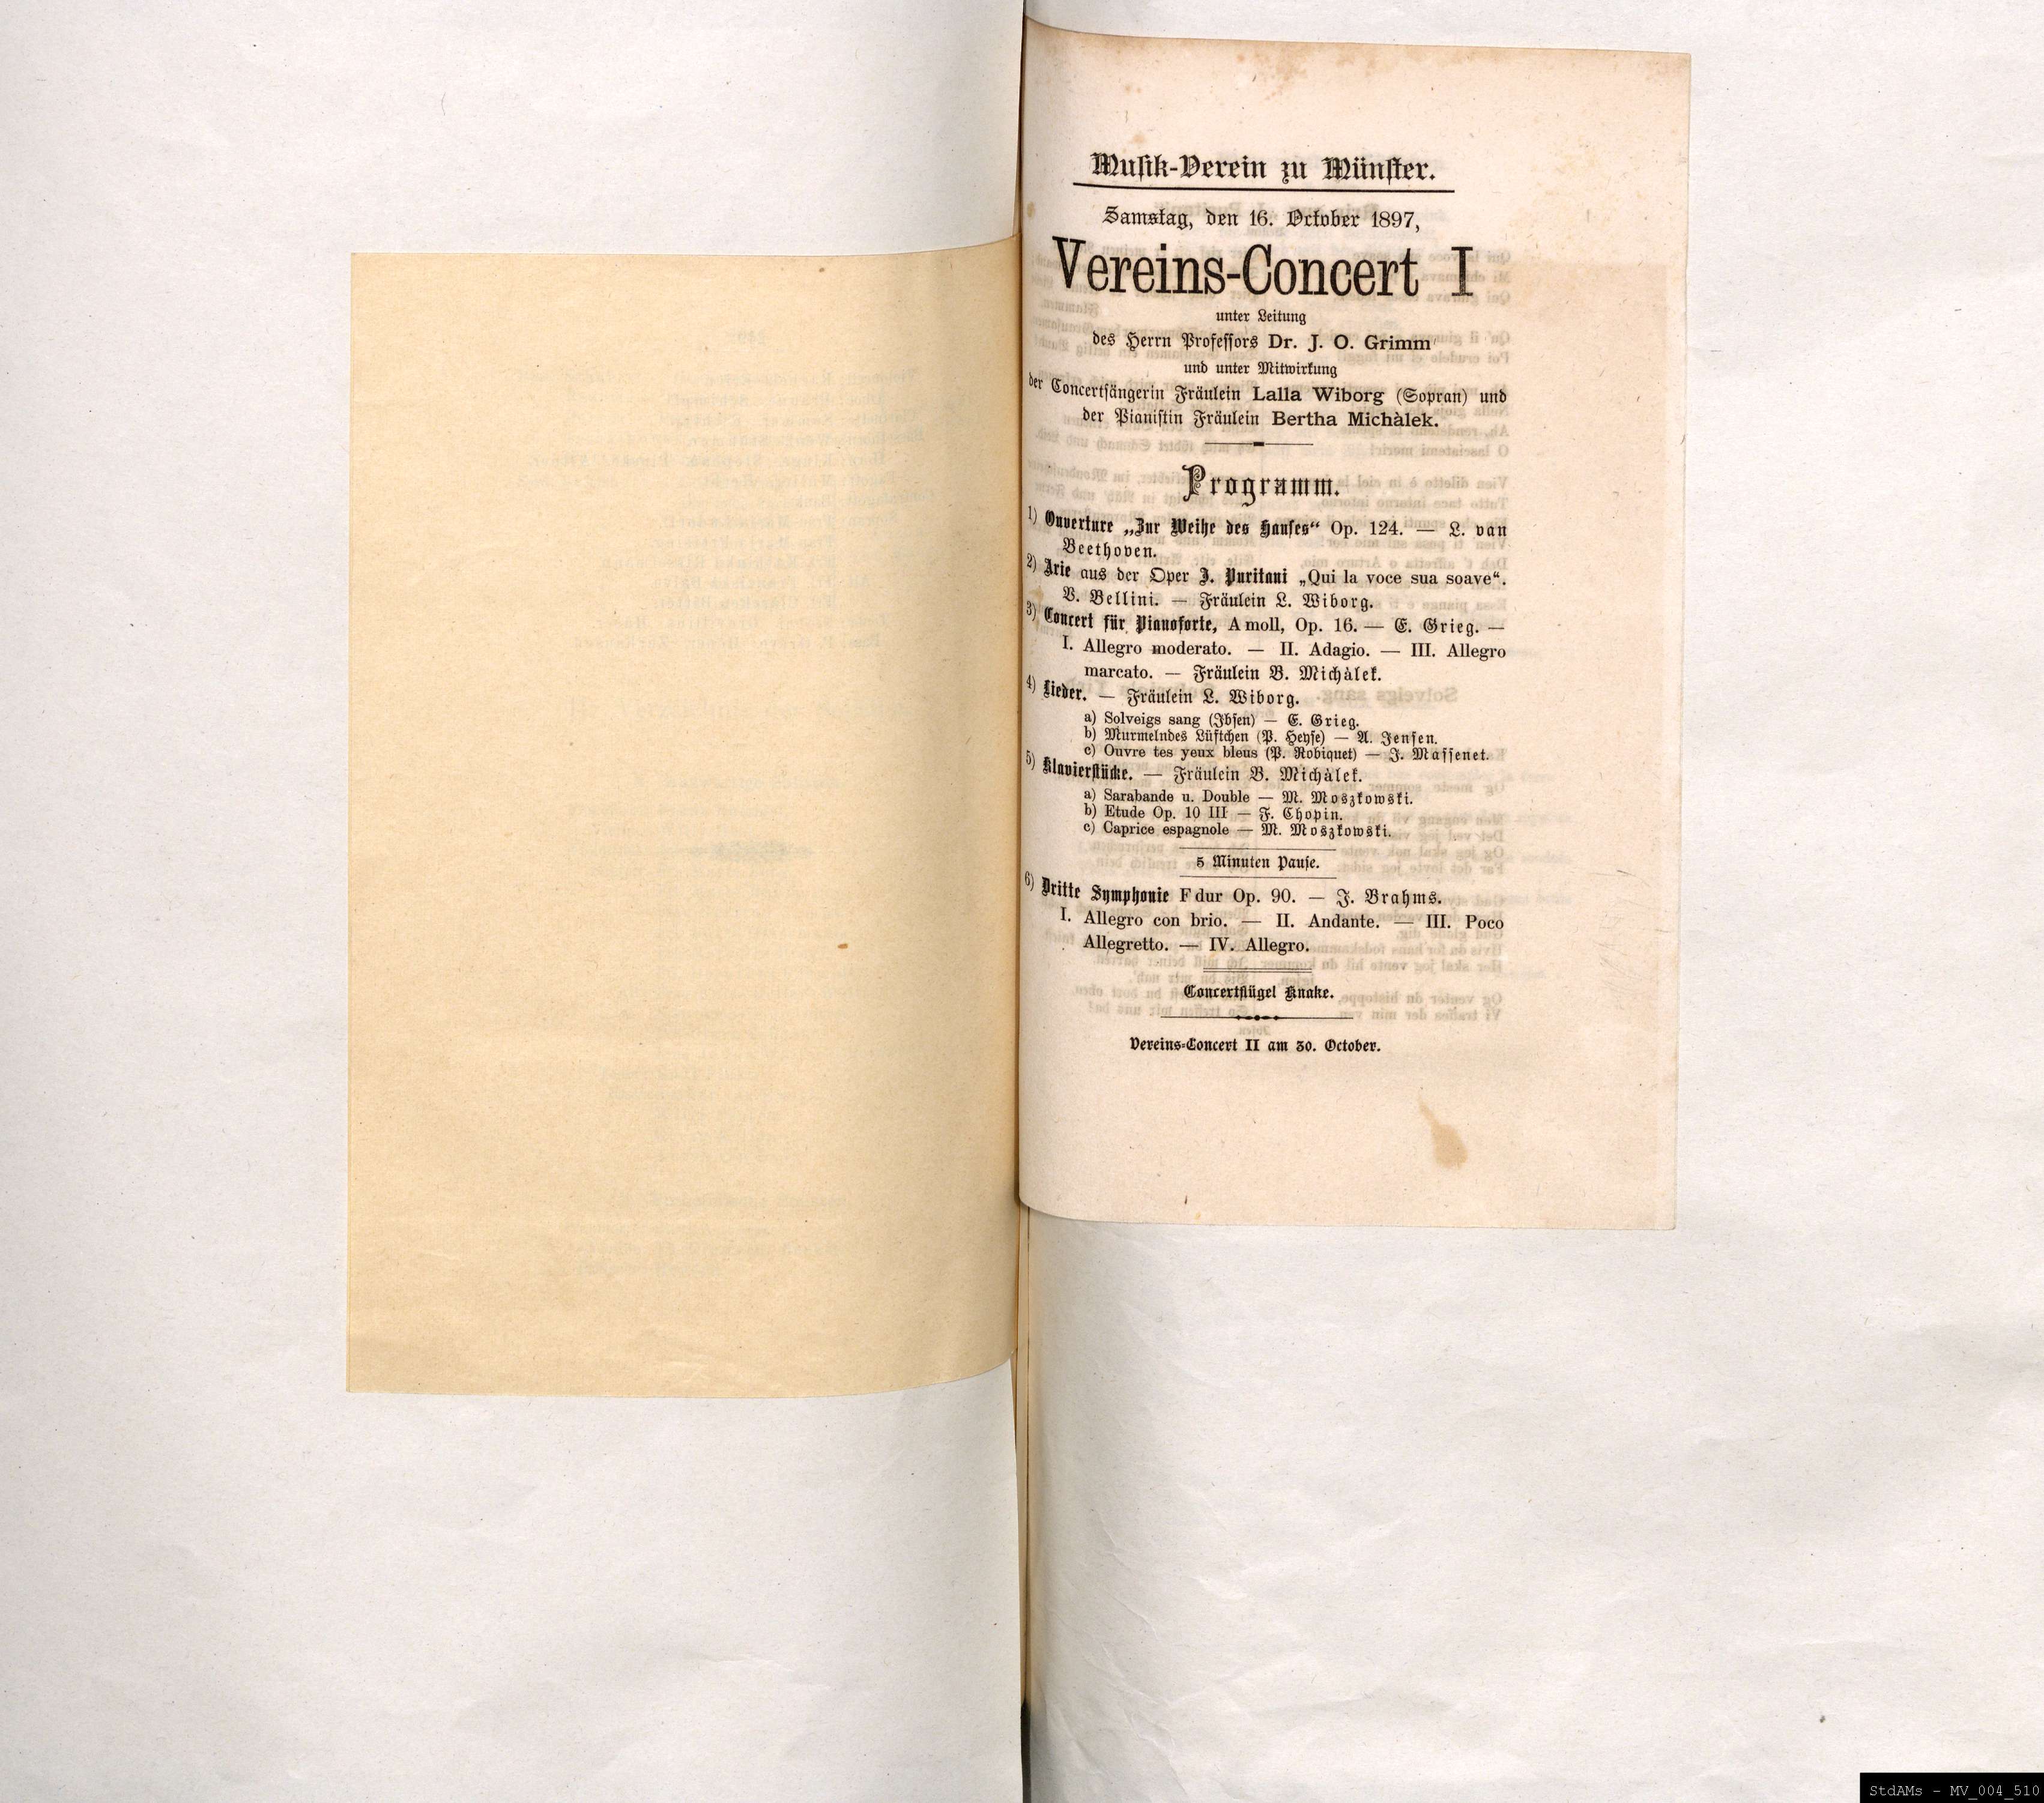 Musik-Verein zu Münster.
Samstag, den 16. October 1897,
Vereins-Concert I
unter Leitung
des Herrn Professors Dr. J. O. Grimm
und unter Mitwirkung
der Concertsängerin Fräulein Lalla Wiborg (Sopran) und
der Pianistin Fräulein Bertha Michàlek.
Programm.
1) Ouverture „Zur Weihe des Hauses“ Op. 124. — L. van
Beethoven.
2) Arie aus der Oper J. Puritani „Qui la voce sua soave“.
V. Bellini. — Fräulein L. Wiborg.
3) Concert für Pianoforte, A moll, Op. 16. — E. Grieg. —
I. Allegro moderato. — II. Adagio. — III. Allegro
marcato. — Fräulein B. Michàlek.
4) Lieder. — Fräulein L. Wiborg.
a) Solveigs sang (Ibsen) — E. Grieg.
b) Murmelndes Lüftchen (P. Heyse) — A. Jensen.
c) Ouvre tes yeux bleus (P. Robiquet) — J. Massenet.
5) Klavierstücke. — Fräulein B. Michàlek.
a) Sarabande u. Double — M. Moszkowski.
b) Etude Op. 10 III — F. Chopin.
c) Caprice espagnole — M. Moszkowski.
5 Minuten Pause.
6) Dritte Symphonie F dur Op. 90. — J. Brahms.
I. Allegro con brio. — II. Andante. — III. Poco
Allegretto. — IV. Allegro.
Concertflügel Knake.
Vereins-Concert II am 30. October.
StdAMs - MV_004_510